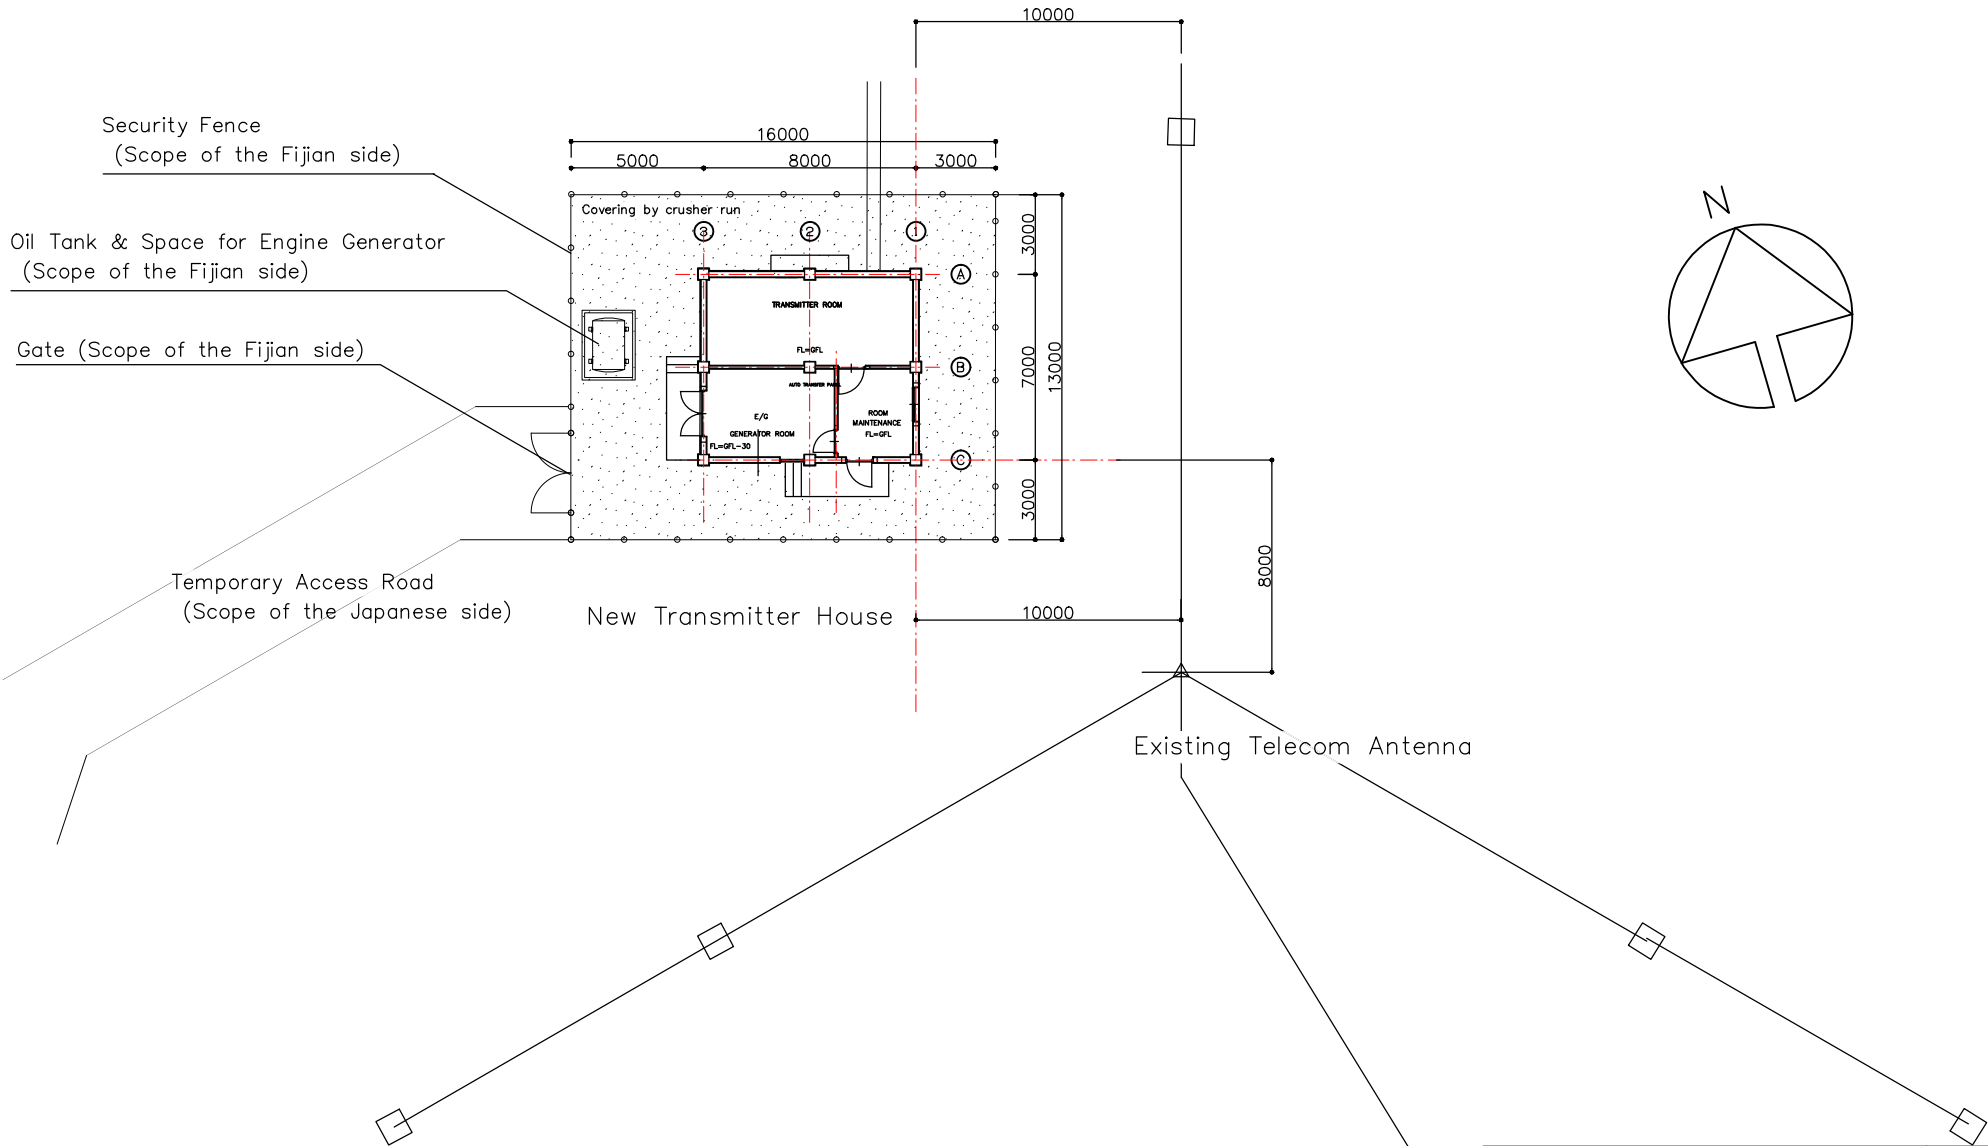 10000
Security Fence
(Scope of the Fijian side)
16000
5000
8000
3000
N
Covering by crusher run
3
2
1
3000
Oil Tank & Space for Engine Generator
(Scope of the Fijian side)
A
TRANSMITTER ROOM
FL=GFL
Gate (Scope of the Fijian side)
B
7000
13000
AUTO TRANSFER PANEL
E/G
GENERATOR ROOM
FL=GFL-30
ROOM
MAINTENANCE
FL=GFL
C
3000
8000
Temporary Access Road
(Scope of the Japanese side)
New Transmitter House
10000
Existing Telecom Antenna